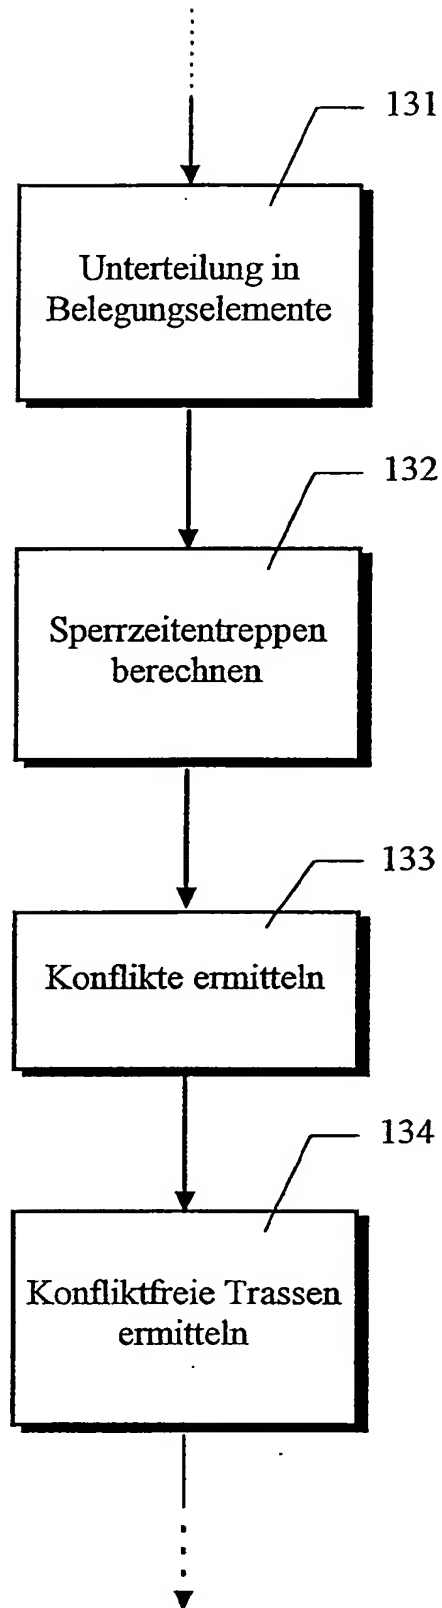 131
Unterteilung in
Belegungselemente
132
Sperrzeitentreppen
berechnen
133
Konflikte ermitteln
134
Konfliktfreie Trassen
ermitteln